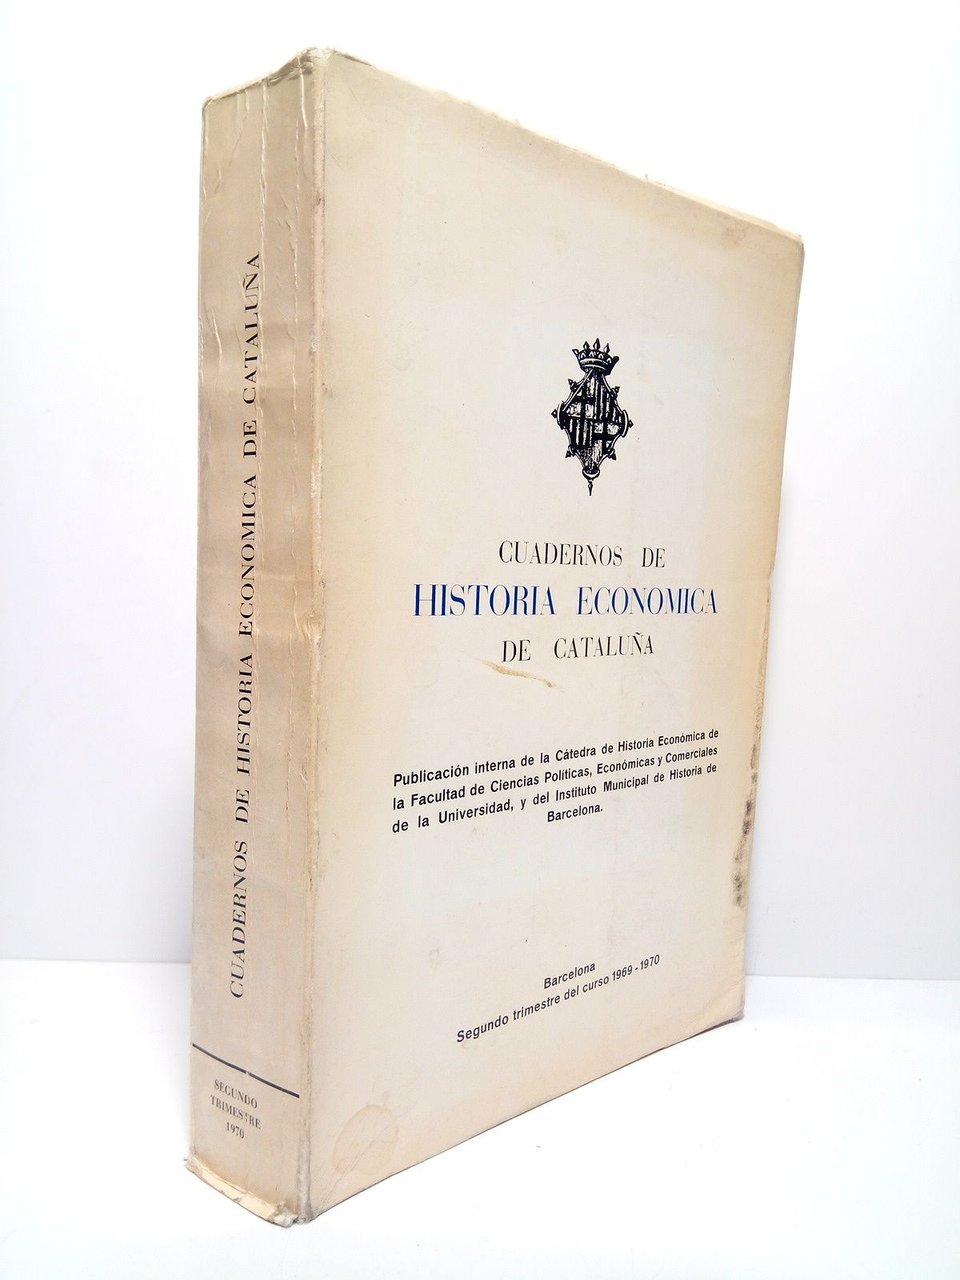 CUADERNOS DE HISTORIA ECONOMICA DE CATALUÑA
SEGUNDO
TRIMESTRE
1970
CUADERNOS DE
HISTORIA ECONOMICA
DE CATALUÑA
Publicación interna de la Cátedra de Historia Económica de
la Facultad de Ciencias Políticas, Económicas y Comerciales
de la Universidad, y del Instituto Municipal de Historia de
Barcelona.
Barcelona
Segundo trimestre del curso 1969-1970